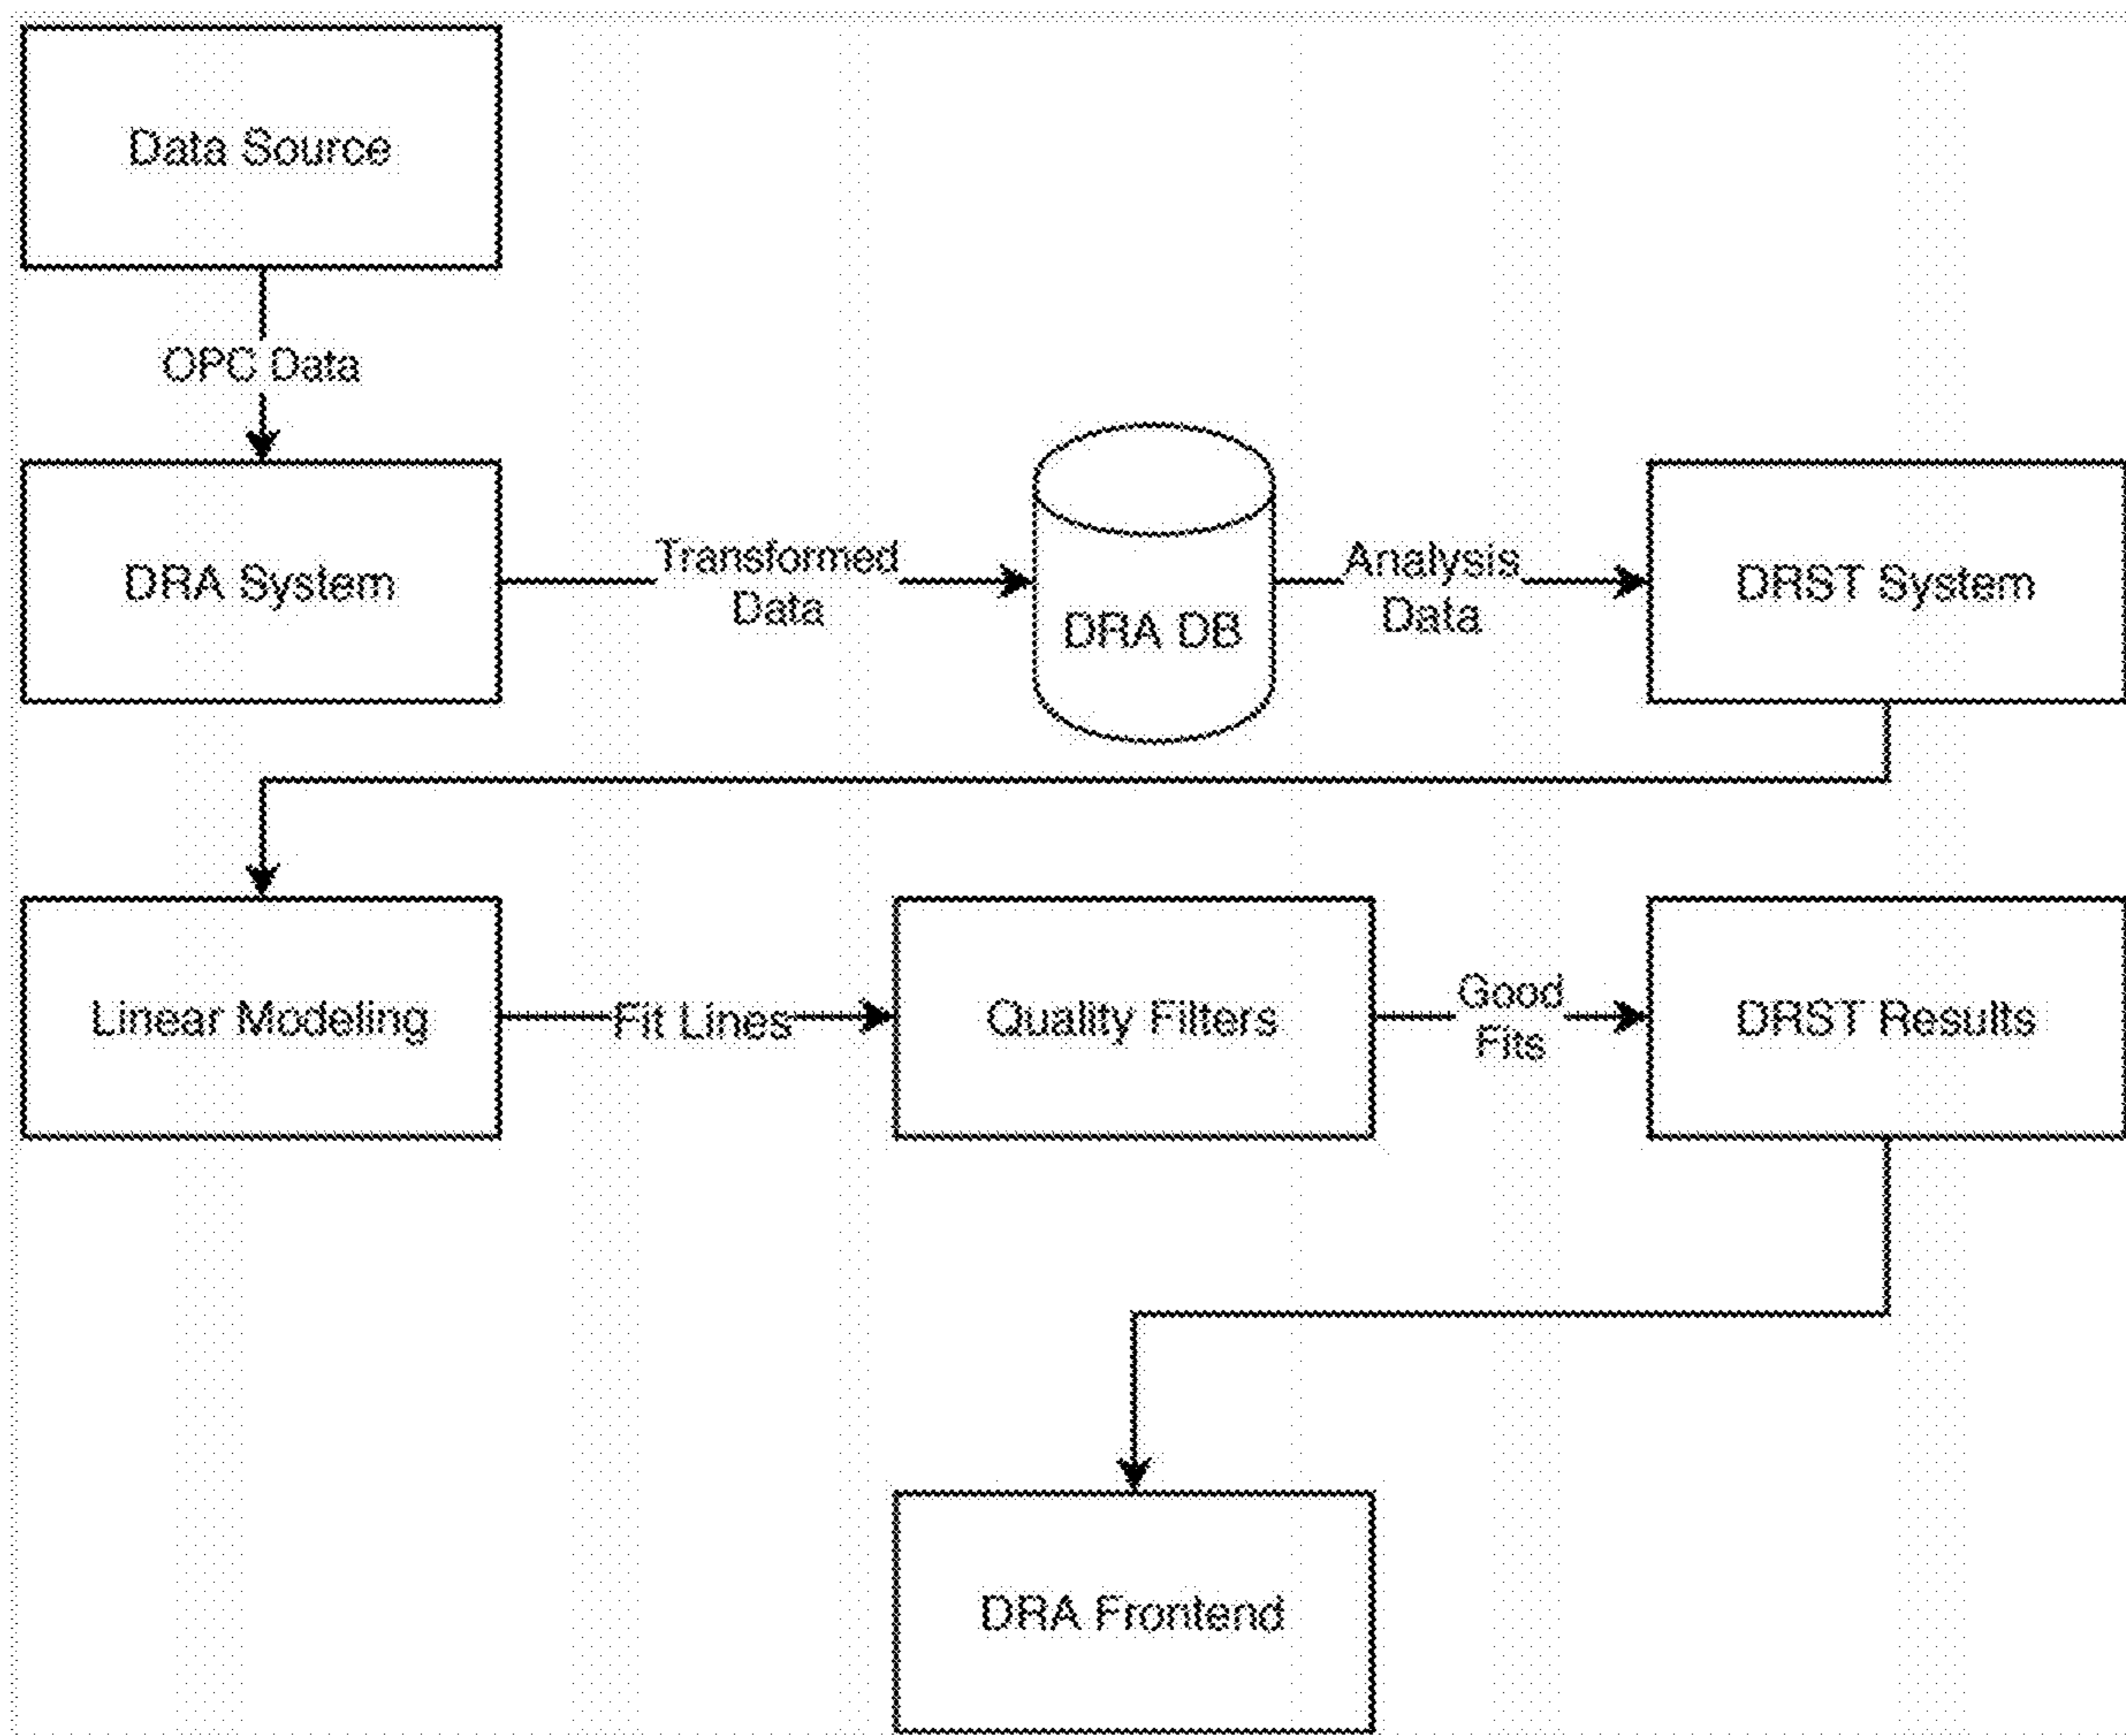 Data Source
OPC Data
DRA System
Transformed
Data
DRA DB
Analysis
Data
DRST System
Linear Modeling
Fit Lines
Quality Filters
Good
Fits
DRST Results
DRA Frontend